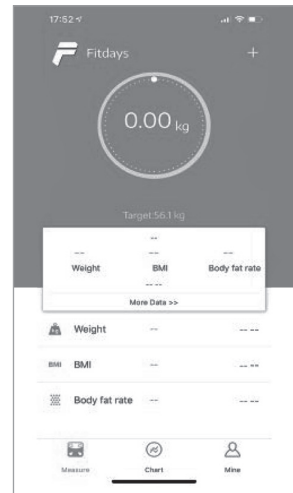 17:52
Fitdays
+
0.00 kg
Target:56.1 kg
--
-- -- --
Weight BMI Body fat rate
-- --
More Data >>
Weight -- -- --
BMI BMI -- -- --
Body fat rate -- -- --
Measure Chart Mine